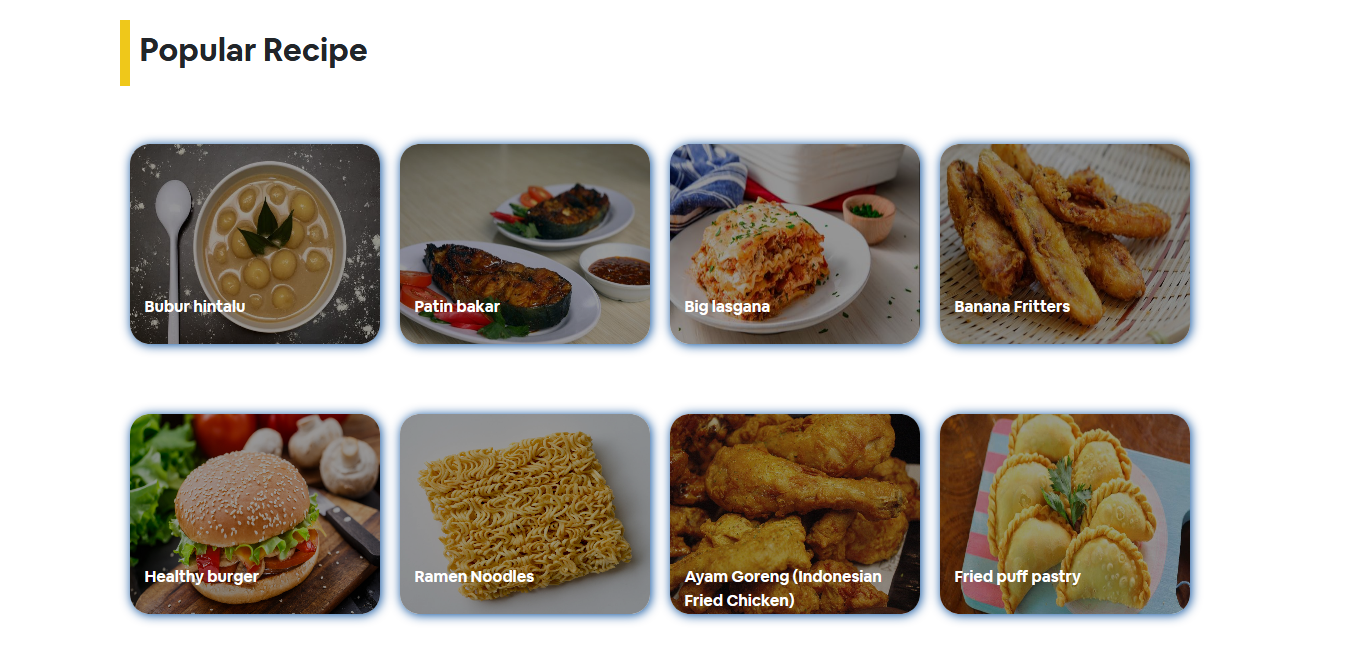 Popular Recipe
Bubur hintalu
Patin bakar
Big lasgana
Banana Fritters
Healthy burger
Ramen Noodles
Ayam Goreng (Indonesian
Fried Chicken)
Fried puff pastry